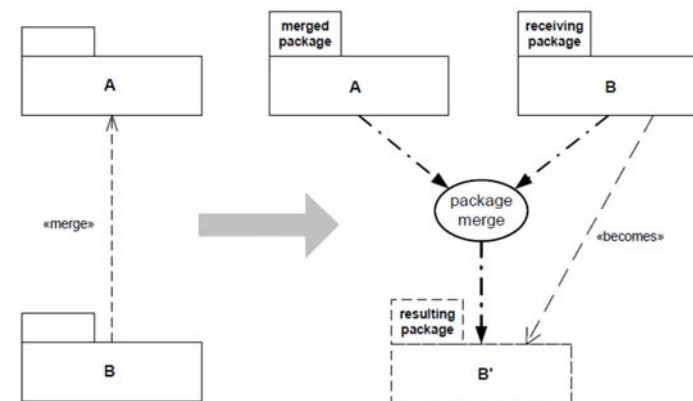 A
«merge»
B
merged
package
A
receiving
package
B
package
merge
«becomes»
resulting
package
B'